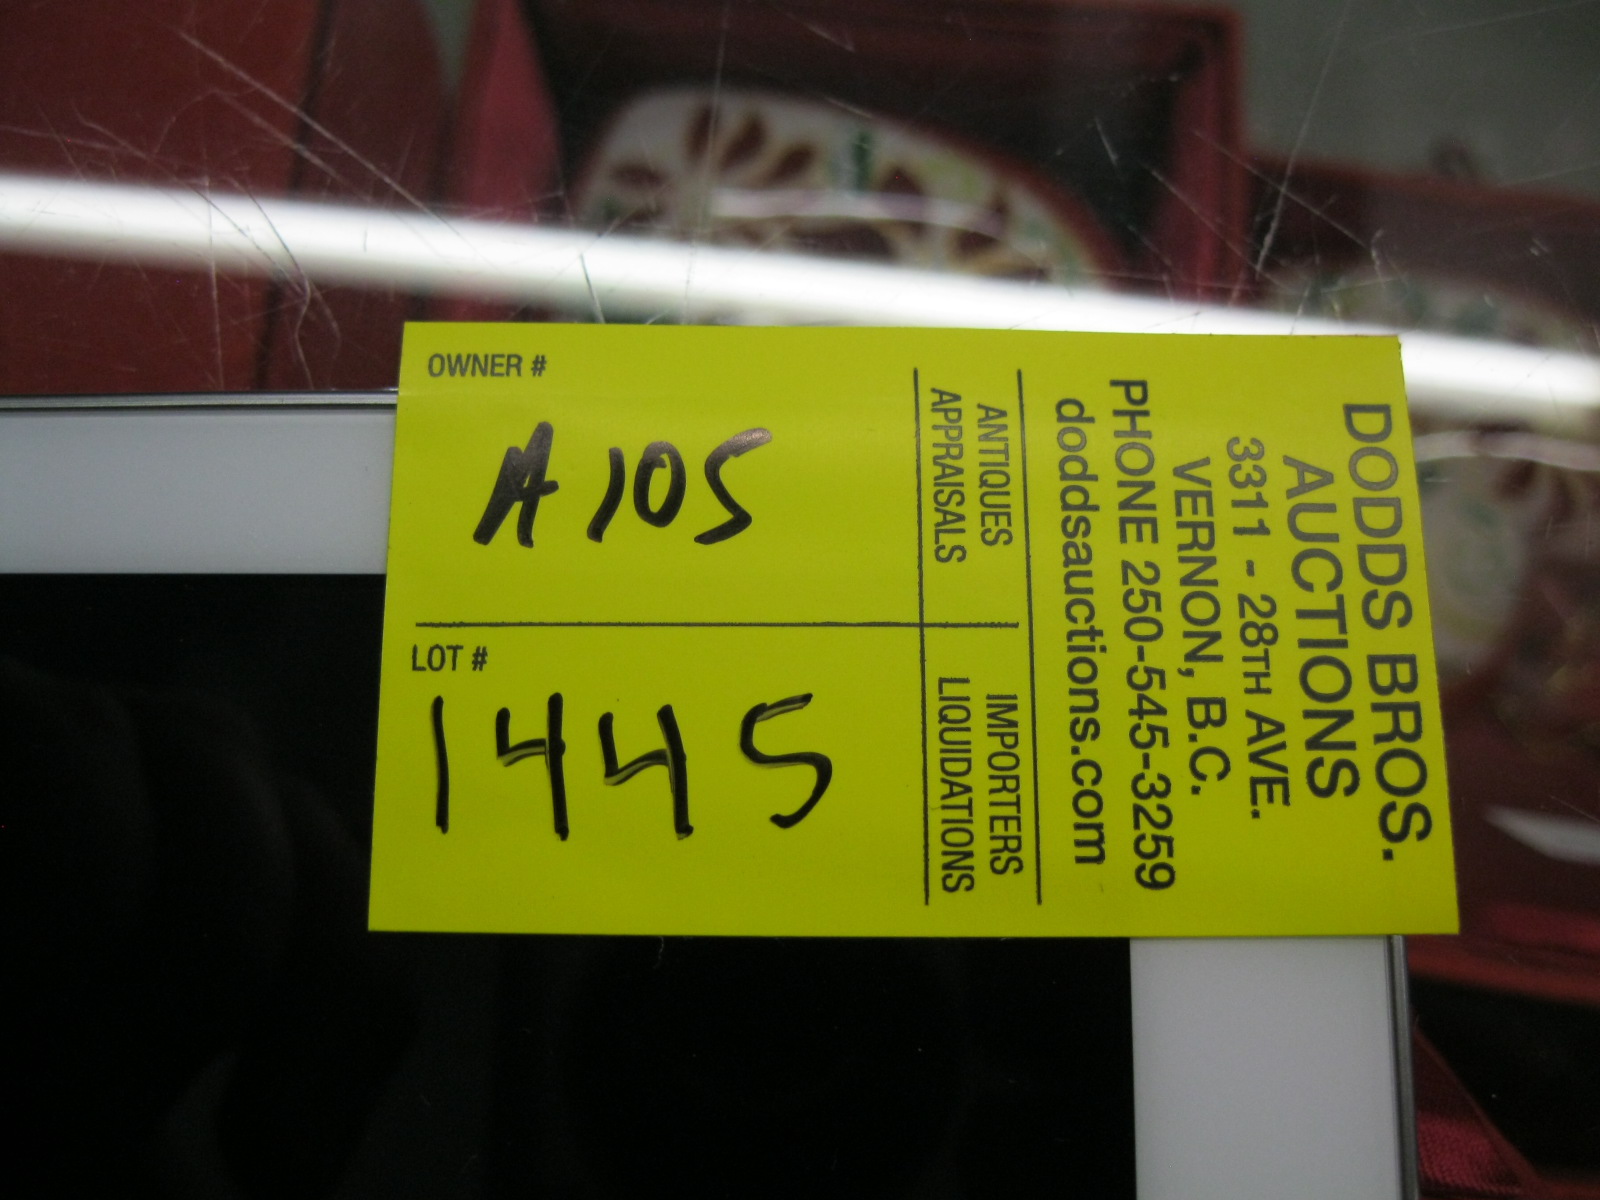 OWNER #
A105
LOT #
1445
DODDS BROS.
AUCTIONS
3311 - 28TH AVE.
VERNON, B.C.
PHONE 250-545-3259
doddsauctions.com
ANTIQUES IMPORTERS
APPRAISALS LIQUIDATIONS